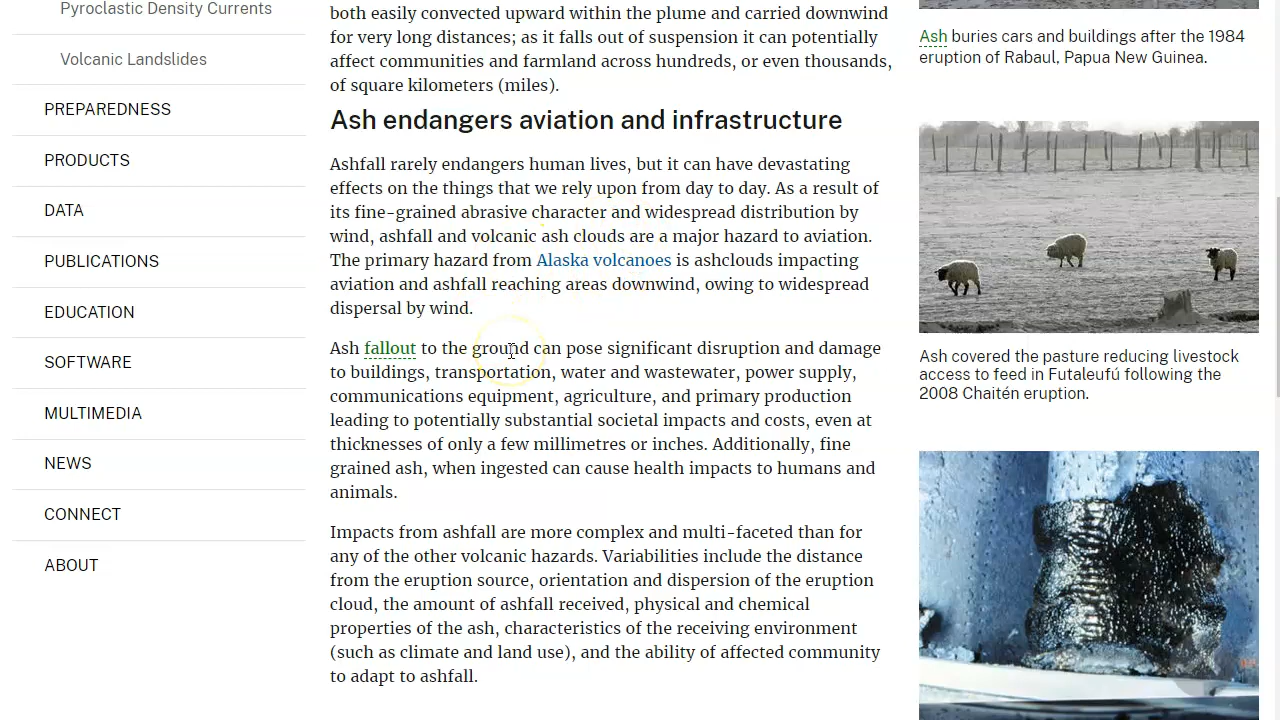 Pyroclastic Density Currents
Volcanic Landslides
PREPAREDNESS
PRODUCTS
DATA
PUBLICATIONS
EDUCATION
SOFTWARE
MULTIMEDIA
NEWS
CONNECT
ABOUT
both easily convected upward within the plume and carried downwind
for very long distances; as it falls out of suspension it can potentially
affect communities and farmland across hundreds, or even thousands,
of square kilometers (miles).
Ash endangers aviation and infrastructure
Ashfall rarely endangers human lives, but it can have devastating
effects on the things that we rely upon from day to day. As a result of
its fine-grained abrasive character and widespread distribution by
wind, ashfall and volcanic ash clouds are a major hazard to aviation.
The primary hazard from Alaska volcanoes is ashclouds impacting
aviation and ashfall reaching areas downwind, owing to widespread
dispersal by wind.
Ash fallout to the ground can pose significant disruption and damage
to buildings, transportation, water and wastewater, power supply,
communications equipment, agriculture, and primary production
leading to potentially substantial societal impacts and costs, even at
thicknesses of only a few millimetres or inches. Additionally, fine
grained ash, when ingested can cause health impacts to humans and
animals.
Impacts from ashfall are more complex and multi-faceted than for
any of the other volcanic hazards. Variabilities include the distance
from the eruption source, orientation and dispersion of the eruption
cloud, the amount of ashfall received, physical and chemical
properties of the ash, characteristics of the receiving environment
(such as climate and land use), and the ability of affected community
to adapt to ashfall.
Ash buries cars and buildings after the 1984
eruption of Rabaul, Papua New Guinea.
Ash covered the pasture reducing livestock
access to feed in Futaleufú following the
2008 Chaitén eruption.